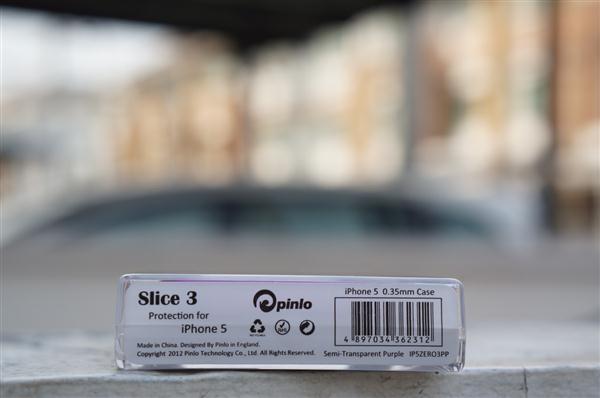 Slice 3
Protection for
iPhone 5
pinlo
iPhone 5 0.35mm Case
4 897034 362312
Made in China. Designed By Pinlo in England.
Copyright 2012 Pinlo Technology Co., Ltd. All Rights Reserved.
Semi-Transparent Purple IP5ZERO3PP